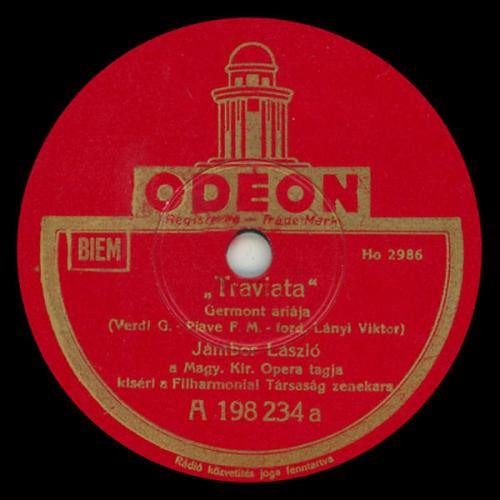 ODEON
Registered – Trade-Mark
BIEM
Ho 2986
„Traviata“
Germont áriája
(Verdi G. - Piave F. M. - ford. Lányi Viktor)
Jámbor László
a Magy. Kir. Opera tagja
kiséri a Filharmoniai Társaság zenekara
A 198 234 a
Rádió közvetítés joga fenntartva